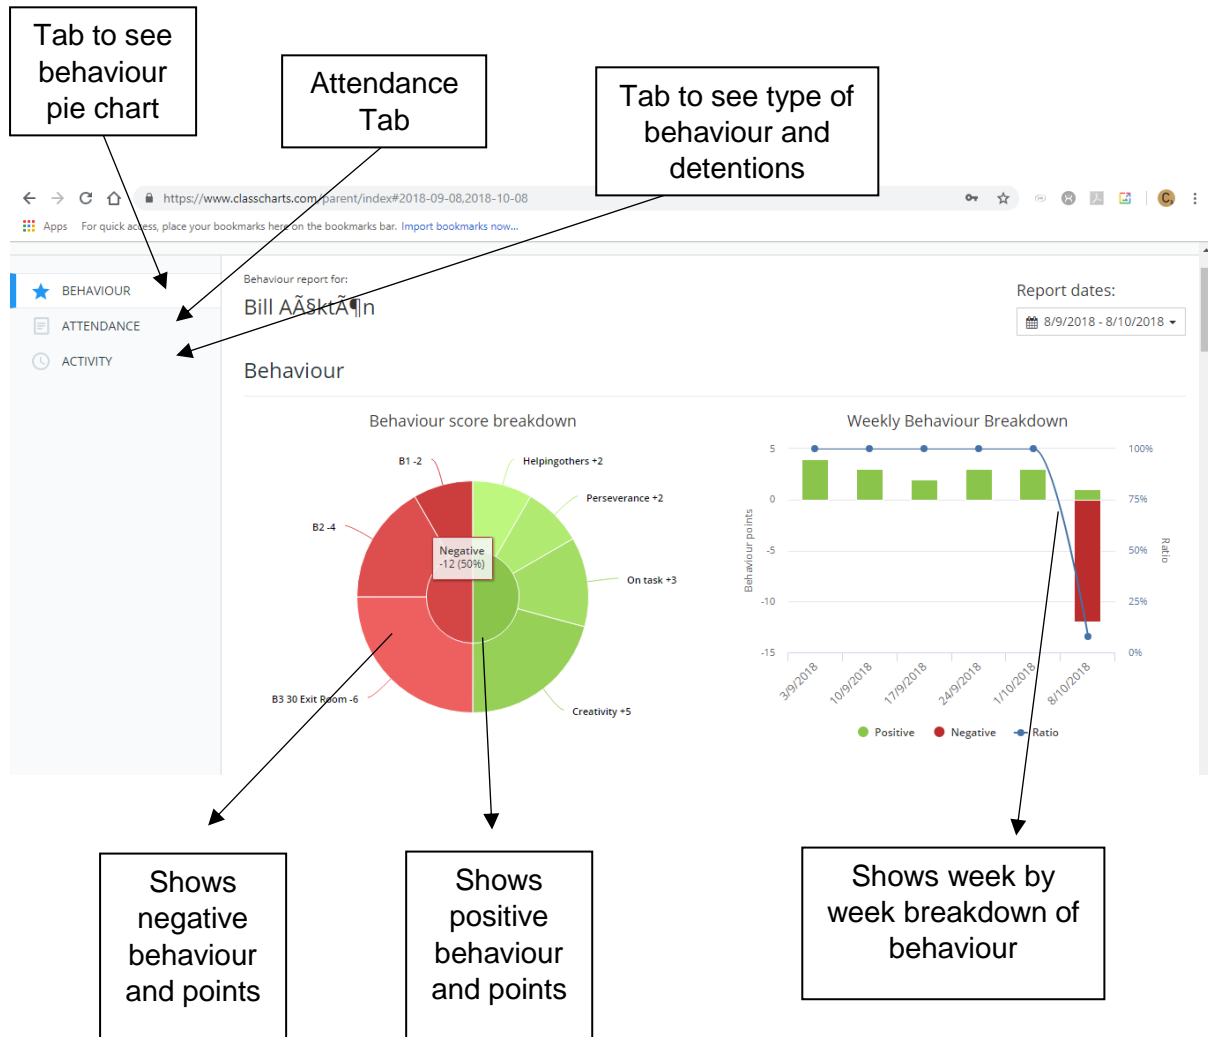 Tab to see
behaviour
pie chart
Attendance
Tab
Tab to see type of
behaviour and
detentions
https://www.classcharts.com/parent/index#2018-09-08,2018-10-08
Apps For quick access, place your bookmarks here on the bookmarks bar. Import bookmarks now...
BEHAVIOUR
ATTENDANCE
ACTIVITY
Behaviour report for:
Bill AÃ§ktÃ¶n
Report dates:
8/9/2018 - 8/10/2018
Behaviour
Behaviour score breakdown
B1 -2
Helpingothers +2
Perseverance +2
B2 -4
Negative
-12 (50%)
On task +3
B3 30 Exit Room -6
Creativity +5
Weekly Behaviour Breakdown
Behaviour points
5
0
-5
-10
-15
100%
75%
50%
25%
0%
Ratio
3/9/2018
10/9/2018
17/9/2018
24/9/2018
1/10/2018
8/10/2018
Positive Negative Ratio
Shows
negative
behaviour
and points
Shows
positive
behaviour
and points
Shows week by
week breakdown of
behaviour